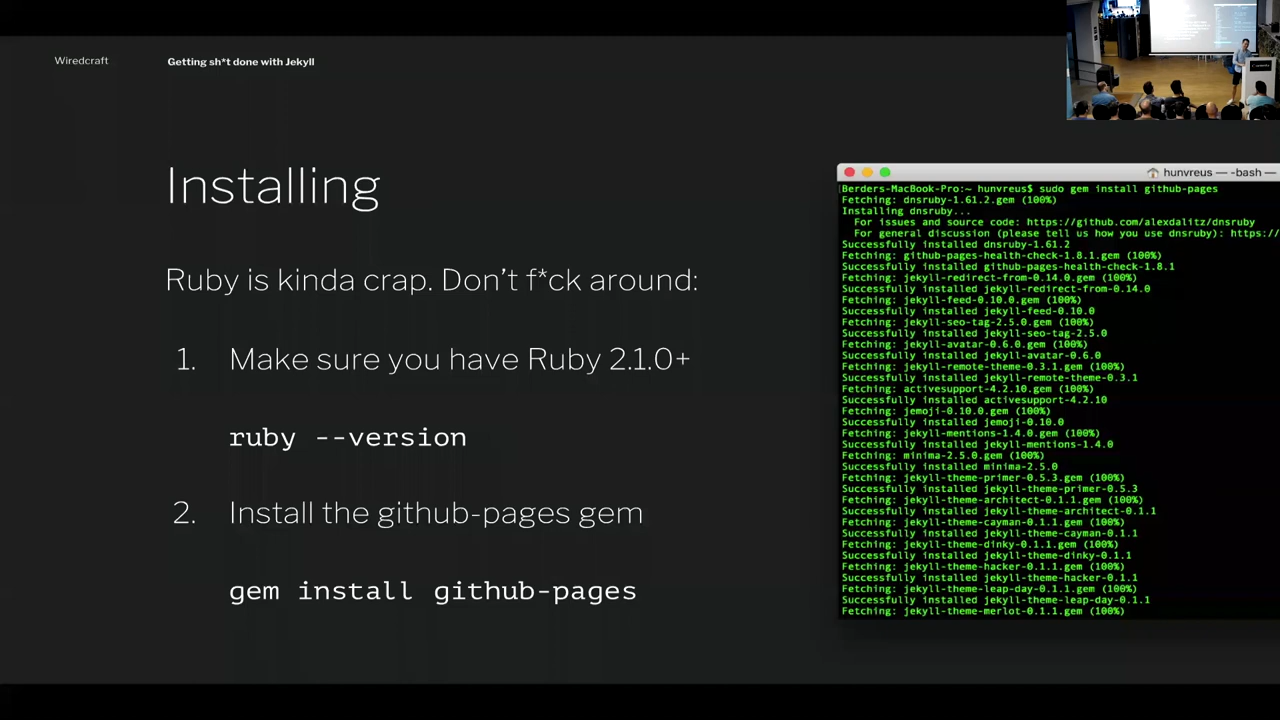 Wiredcraft
Getting sh*t done with Jekyll
Installing
Ruby is kinda crap. Don't f*ck around:
1. Make sure you have Ruby 2.1.0+
ruby --version
2. Install the github-pages gem
gem install github-pages
hunvreus — -bash —
Berders-MacBook-Pro:~ hunvreus$ sudo gem install github-pages
Fetching: dnsruby-1.61.2.gem (100%)
Installing dnsruby...
For issues and source code: https://github.com/alexdalitz/dnsruby
For general discussion (please tell us how you use dnsruby): https://
Successfully installed dnsruby-1.61.2
Fetching: github-pages-health-check-1.8.1.gem (100%)
Successfully installed github-pages-health-check-1.8.1
Fetching: jekyll-redirect-from-0.14.0.gem (100%)
Successfully installed jekyll-redirect-from-0.14.0
Fetching: jekyll-feed-0.10.0.gem (100%)
Successfully installed jekyll-feed-0.10.0
Fetching: jekyll-seo-tag-2.5.0.gem (100%)
Successfully installed jekyll-seo-tag-2.5.0
Fetching: jekyll-avatar-0.6.0.gem (100%)
Successfully installed jekyll-avatar-0.6.0
Fetching: jekyll-remote-theme-0.3.1.gem (100%)
Successfully installed jekyll-remote-theme-0.3.1
Fetching: activesupport-4.2.10.gem (100%)
Successfully installed activesupport-4.2.10
Fetching: jemoji-0.10.0.gem (100%)
Successfully installed jemoji-0.10.0
Fetching: jekyll-mentions-1.4.0.gem (100%)
Successfully installed jekyll-mentions-1.4.0
Fetching: minima-2.5.0.gem (100%)
Successfully installed minima-2.5.0
Fetching: jekyll-theme-primer-0.5.3.gem (100%)
Successfully installed jekyll-theme-primer-0.5.3
Fetching: jekyll-theme-architect-0.1.1.gem (100%)
Successfully installed jekyll-theme-architect-0.1.1
Fetching: jekyll-theme-cayman-0.1.1.gem (100%)
Successfully installed jekyll-theme-cayman-0.1.1
Fetching: jekyll-theme-dinky-0.1.1.gem (100%)
Successfully installed jekyll-theme-dinky-0.1.1
Fetching: jekyll-theme-hacker-0.1.1.gem (100%)
Successfully installed jekyll-theme-hacker-0.1.1
Fetching: jekyll-theme-leap-day-0.1.1.gem (100%)
Successfully installed jekyll-theme-leap-day-0.1.1
Fetching: jekyll-theme-merlot-0.1.1.gem (100%)